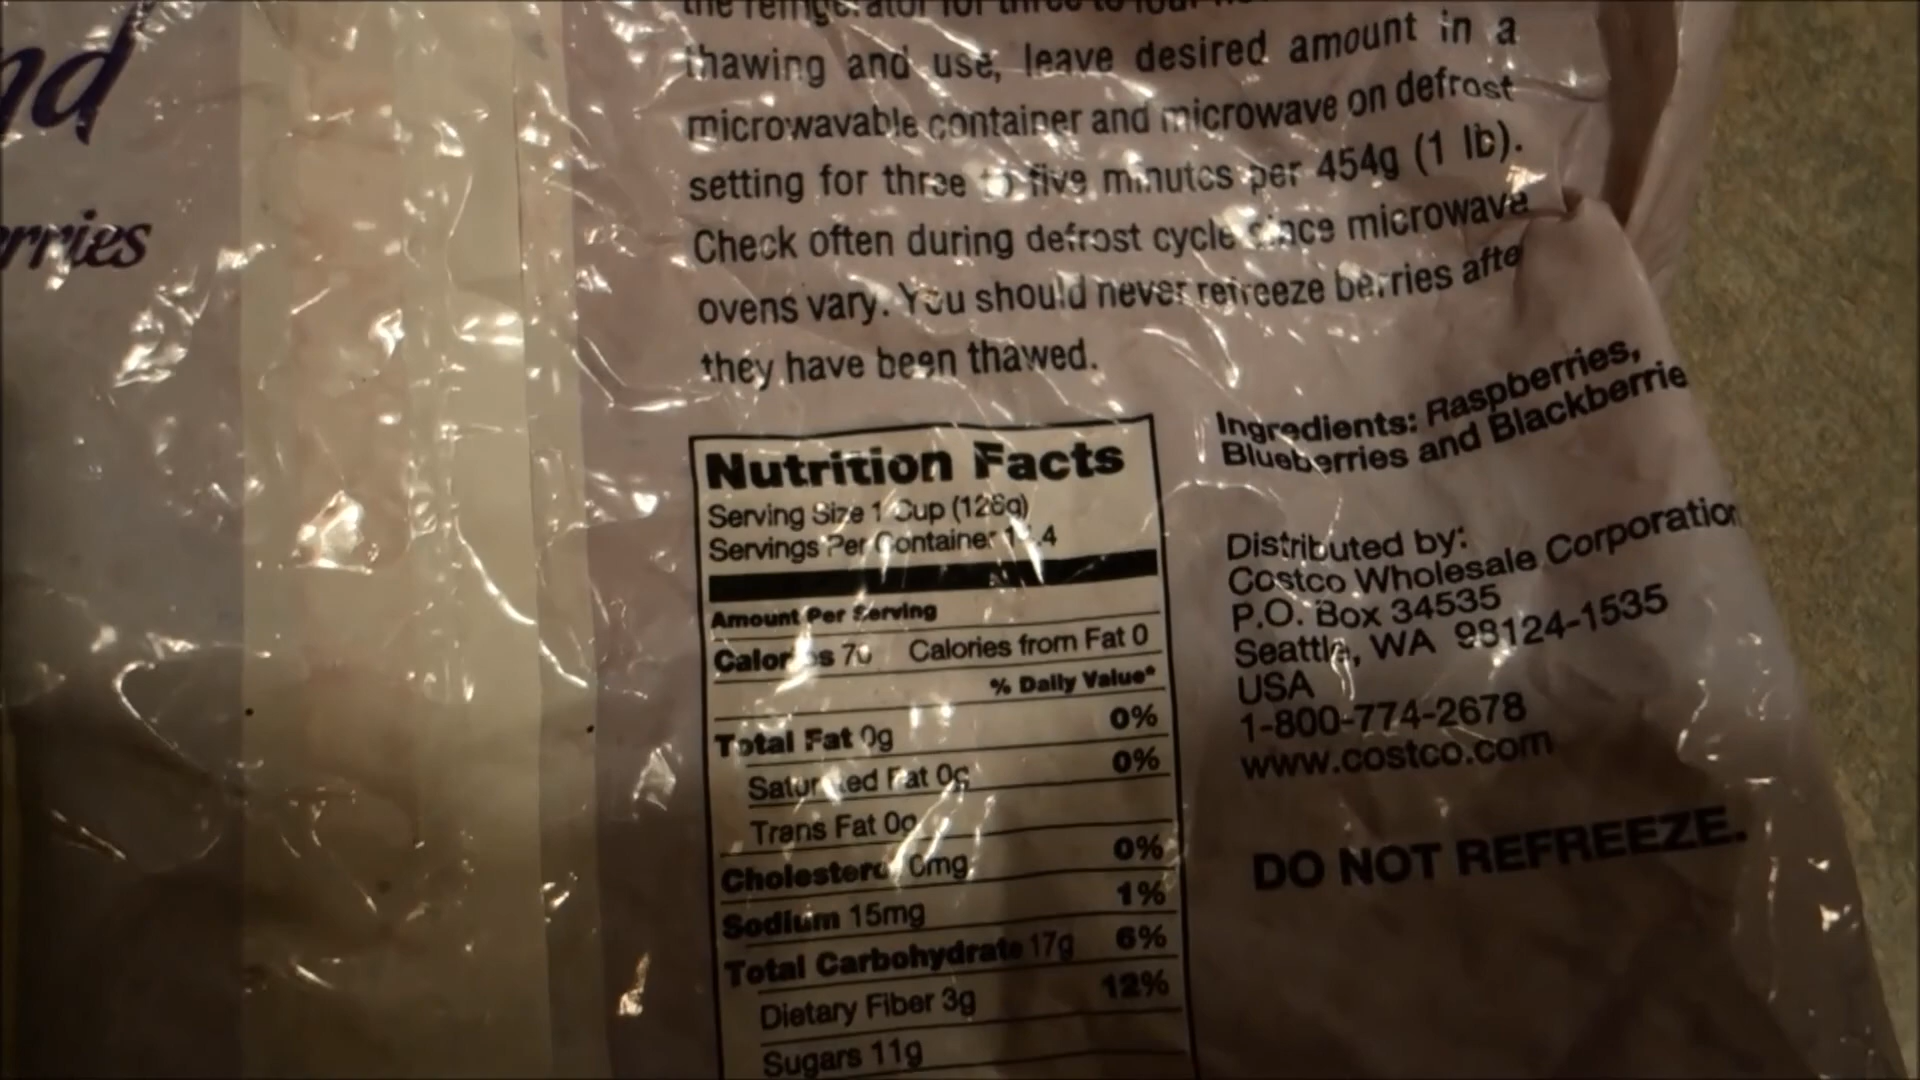 nd
rries
the refrigerator for three to four
thawing and use, leave desired amount in a
microwavable container and microwave on defrost
setting for three to five minutes per 454g (1 lb).
Check often during defrost cycle since microwave
ovens vary. You should never refreeze berries afte
they have been thawed.
Nutrition Facts
Serving Size 1 Cup
Servings Per Container
Amount Per Serving
Calories 70 Calories from Fat 0
% Daily Value*
Total Fat 0g 0%
Saturated Fat 0g 0%
Trans Fat 0g
Cholesterol 0mg 0%
Sodium 15mg 1%
Total Carbohydrate 17g 6%
Dietary Fiber 3g 12%
Sugars 11g
Ingredients: Raspberries,
Blueberries and Blackberrie
Distributed by:
Costco Wholesale Corporation
P.O. Box 34535
Seattle, WA 98124-1535
USA
1-800-774-2678
www.costco.com
DO NOT REFREEZE.